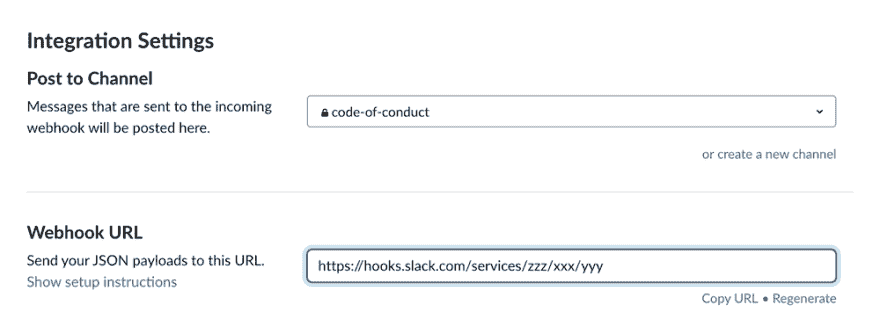 Integration Settings
Post to Channel
Messages that are sent to the incoming
webhook will be posted here.
code-of-conduct
or create a new channel
Webhook URL
Send your JSON payloads to this URL.
Show setup instructions
https://hooks.slack.com/services/zzz/xxx/yyy
Copy URL • Regenerate